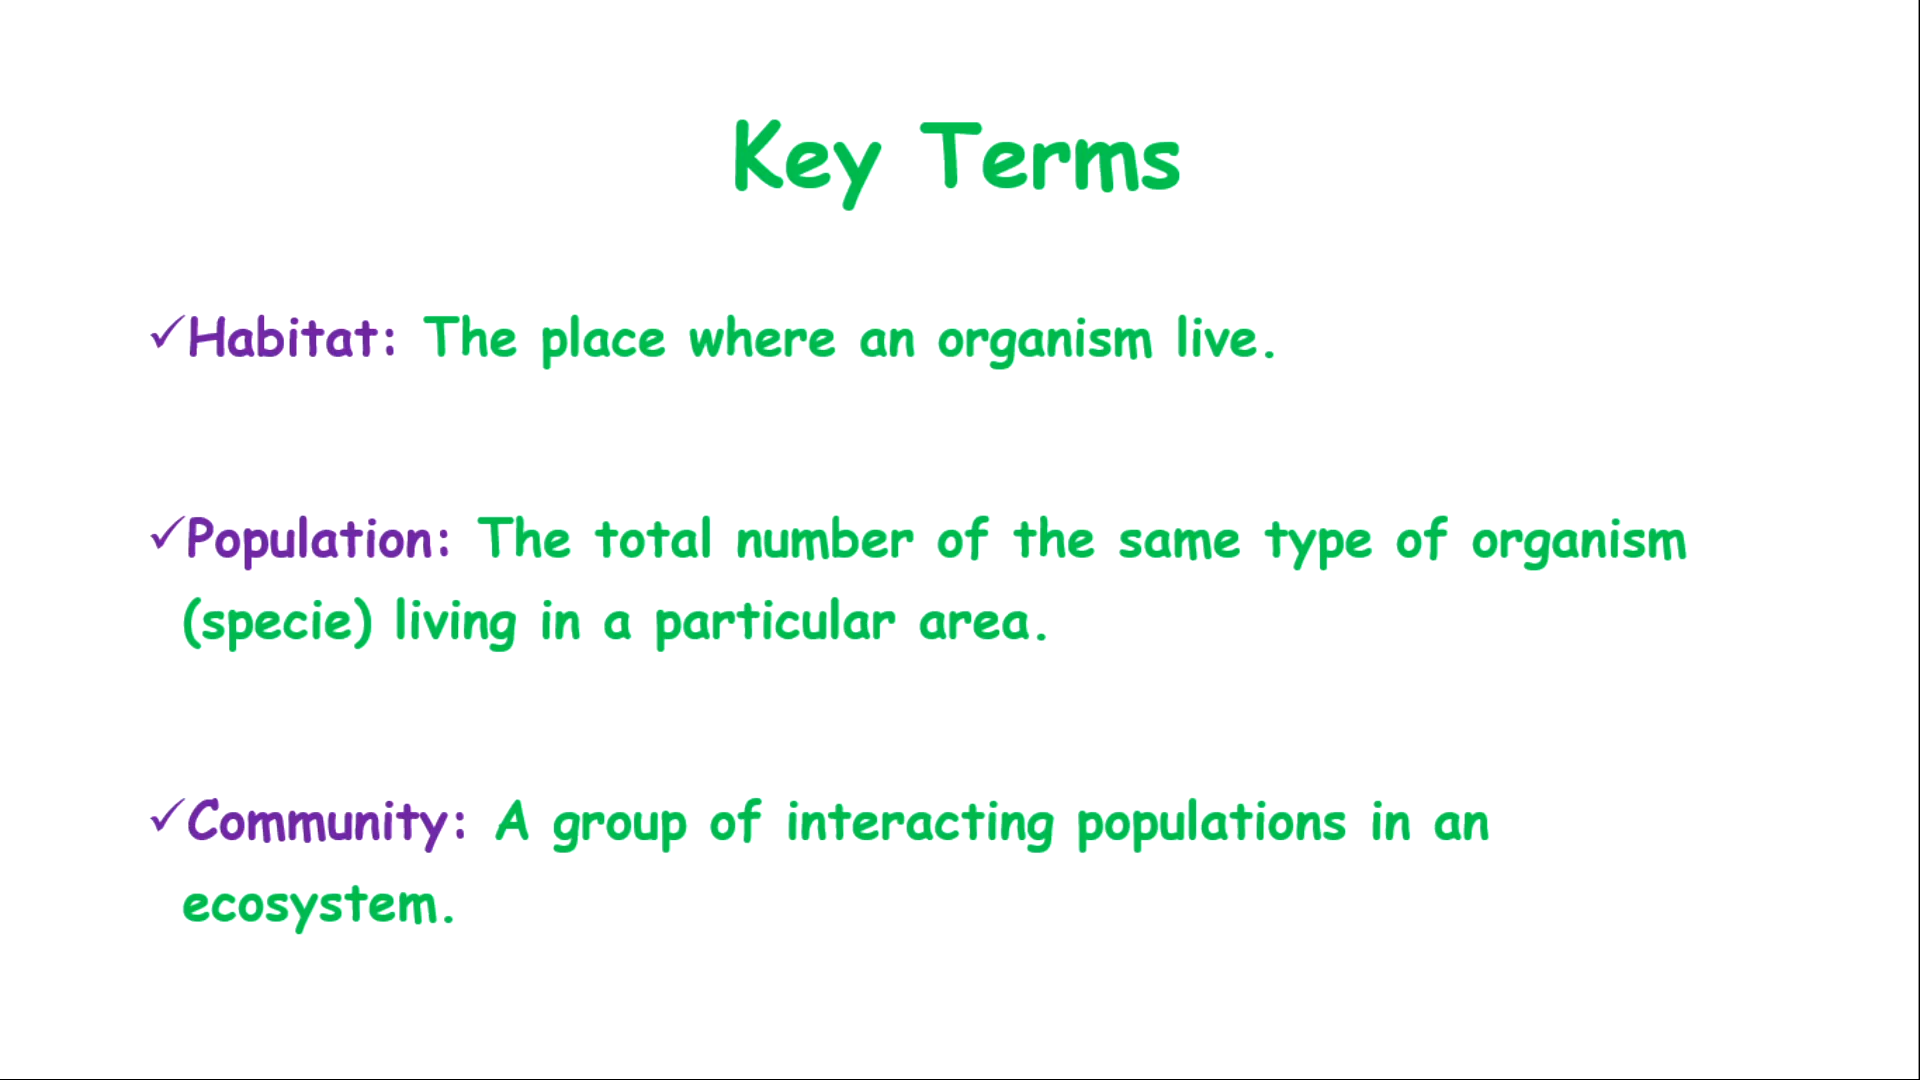 Key Terms
✓Habitat: The place where an organism live.
✓Population: The total number of the same type of organism
(specie) living in a particular area.
✓Community: A group of interacting populations in an
ecosystem.